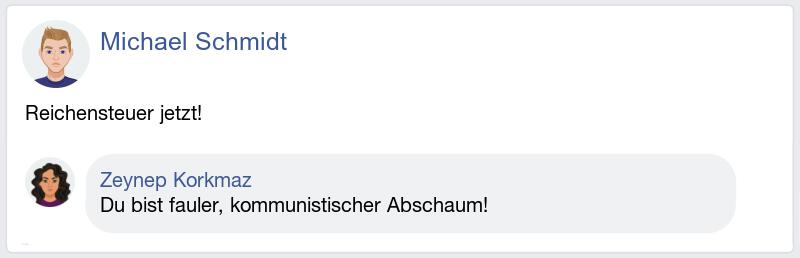 Michael Schmidt
Reichensteuer jetzt!
Zeynep Korkmaz
Du bist fauler, kommunistischer Abschaum!